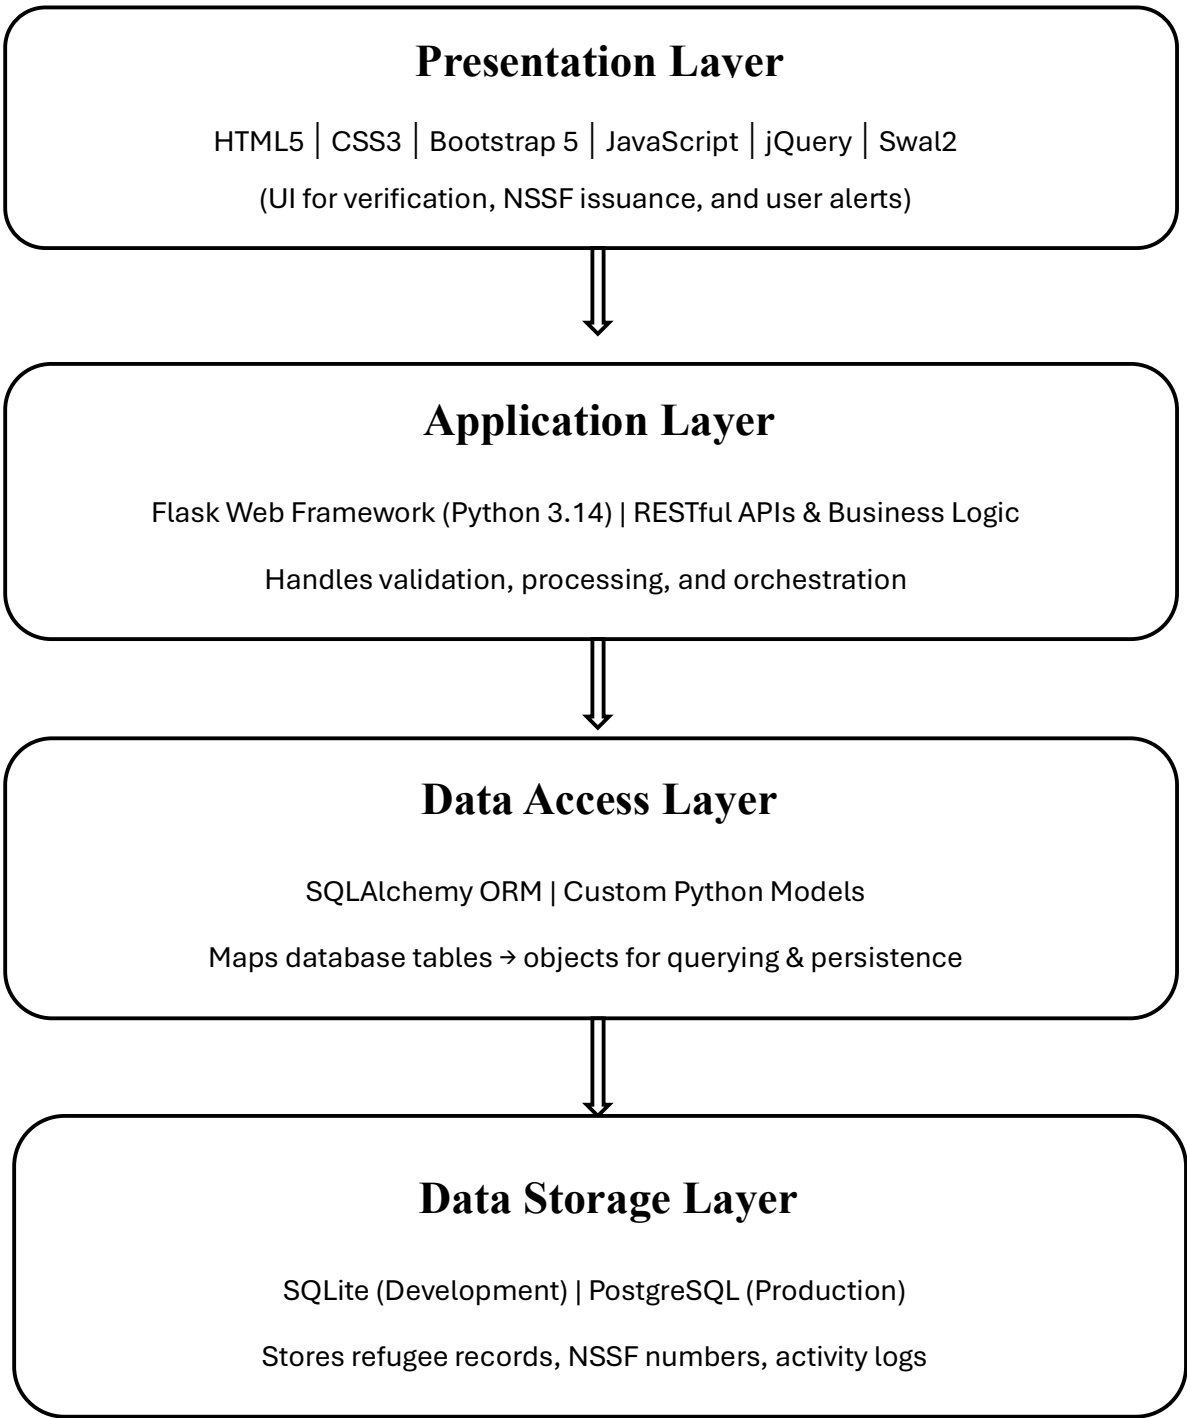 Presentation Layer
HTML5 | CSS3 | Bootstrap 5 | JavaScript | jQuery | Swal2
(UI for verification, NSSF issuance, and user alerts)
Application Layer
Flask Web Framework (Python 3.14) | RESTful APIs & Business Logic
Handles validation, processing, and orchestration
Data Access Layer
SQLAlchemy ORM | Custom Python Models
Maps database tables → objects for querying & persistence
Data Storage Layer
SQLite (Development) | PostgreSQL (Production)
Stores refugee records, NSSF numbers, activity logs